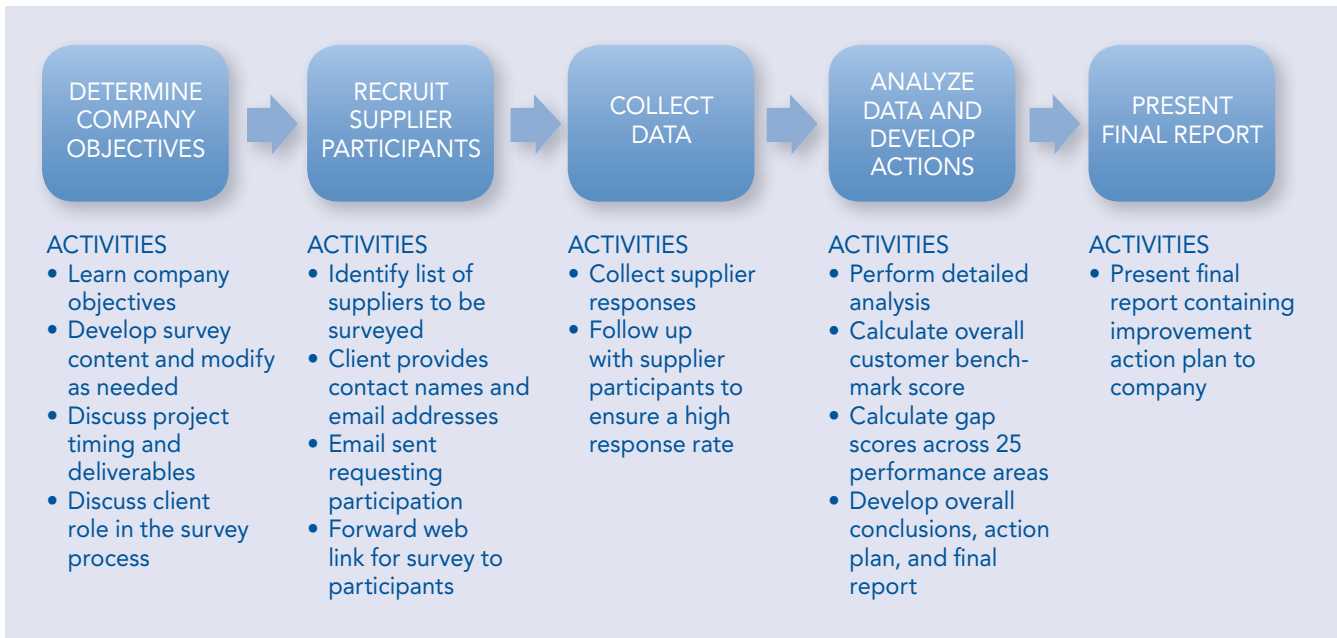 DETERMINE
COMPANY
OBJECTIVES
RECRUIT
SUPPLIER
PARTICIPANTS
COLLECT
DATA
ANALYZE
DATA AND
DEVELOP
ACTIONS
PRESENT
FINAL REPORT
ACTIVITIES
• Learn company
objectives
• Develop survey
content and modify
as needed
• Discuss project
timing and
deliverables
• Discuss client
role in the survey
process
ACTIVITIES
• Identify list of
suppliers to be
surveyed
• Client provides
contact names and
email addresses
• Email sent
requesting
participation
• Forward web
link for survey to
participants
ACTIVITIES
• Collect supplier
responses
• Follow up
with supplier
participants to
ensure a high
response rate
ACTIVITIES
• Perform detailed
analysis
• Calculate overall
customer bench-
mark score
• Calculate gap
scores across 25
performance areas
• Develop overall
conclusions, action
plan, and final
report
ACTIVITIES
• Present final
report containing
improvement
action plan to
company